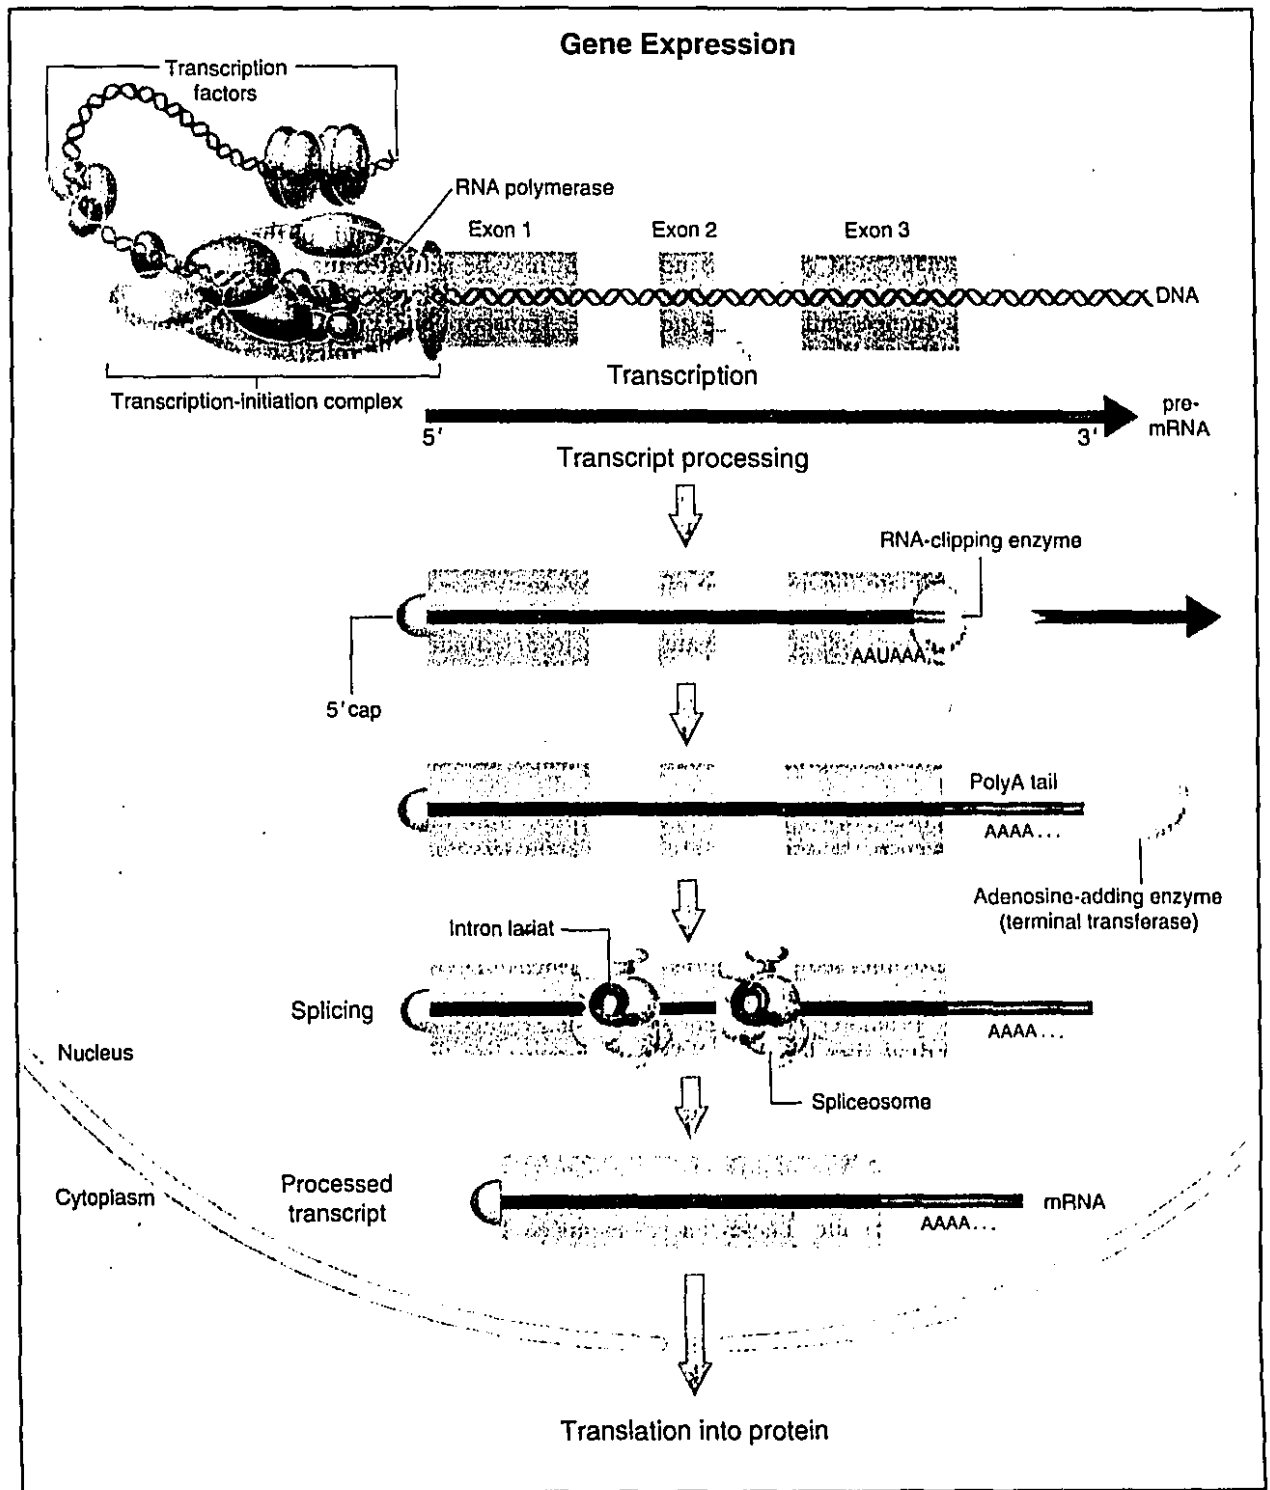 Gene Expression
Transcription
factors
RNA polymerase
Exon 1
Exon 2
Exon 3
DNA
Transcription-initiation complex
Transcription
5'
3'
pre-
mRNA
Transcript processing
RNA-clipping enzyme
AAUAAA
5' cap
PolyA tail
AAAA...
Adenosine-adding enzyme
(terminal transferase)
Intron lariat
Splicing
AAAA...
Nucleus
Spliceosome
Cytoplasm
Processed
transcript
mRNA
AAAA...
Translation into protein